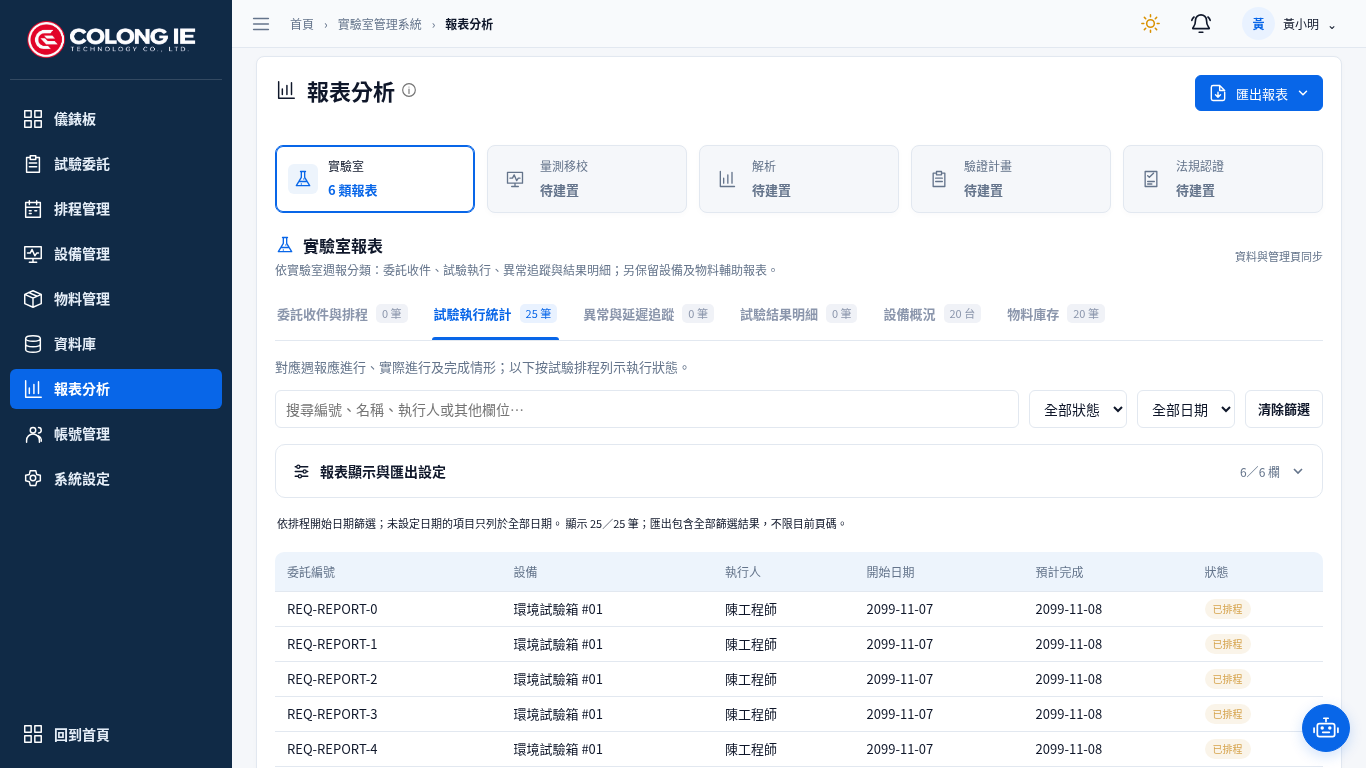 COLONG IE
TECHNOLOGY CO., LTD.
儀錶板
試驗委託
排程管理
設備管理
物料管理
資料庫
報表分析
帳號管理
系統設定
回到首頁
首頁 › 實驗室管理系統 › 報表分析
黃 黃小明
報表分析
匯出報表
實驗室
6 類報表
量測移校
待建置
解析
待建置
驗證計畫
待建置
法規認證
待建置
實驗室報表
依實驗室週報分類：委託收件、試驗執行、異常追蹤與結果明細；另保留設備及物料輔助報表。
資料與管理頁同步
委託收件與排程 0 筆 試驗執行統計 25 筆 異常與延遲追蹤 0 筆 試驗結果明細 0 筆 設備概況 20 台 物料庫存 20 筆
對應週報應進行、實際進行及完成情形；以下按試驗排程列示執行狀態。
搜尋編號、名稱、執行人或其他欄位…
全部狀態 全部日期 清除篩選
報表顯示與匯出設定 6／6 欄
依排程開始日期篩選；未設定日期的項目只列於全部日期。 顯示 25／25 筆；匯出包含全部篩選結果，不限目前頁碼。
委託編號 設備 執行人 開始日期 預計完成 狀態
REQ-REPORT-0 環境試驗箱 #01 陳工程師 2099-11-07 2099-11-08 已排程
REQ-REPORT-1 環境試驗箱 #01 陳工程師 2099-11-07 2099-11-08 已排程
REQ-REPORT-2 環境試驗箱 #01 陳工程師 2099-11-07 2099-11-08 已排程
REQ-REPORT-3 環境試驗箱 #01 陳工程師 2099-11-07 2099-11-08 已排程
REQ-REPORT-4 環境試驗箱 #01 陳工程師 2099-11-07 2099-11-08 已排程